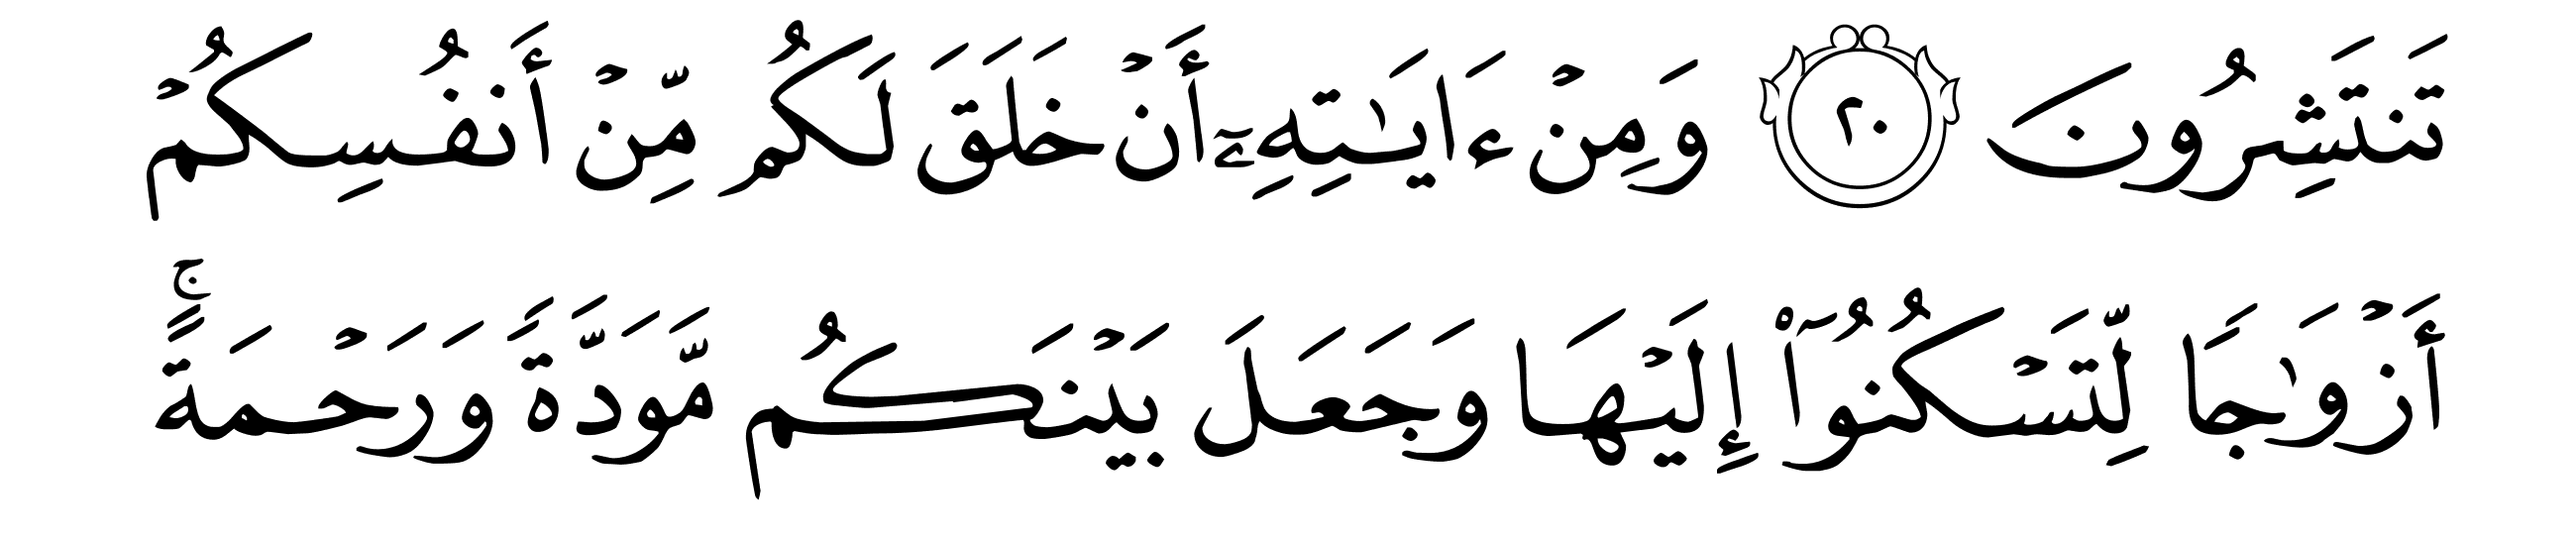 تَنتَشِرُونَ ٢٠ وَمِنْ ءَايَـٰتِهِۦٓ أَنْ خَلَقَ لَكُم مِّنْ أَنفُسِكُمْ
أَزْوَٰجًا لِّتَسْكُنُوٓا۟ إِلَيْهَا وَجَعَلَ بَيْنَكُم مَّوَدَّةً وَرَحْمَةً ۚ